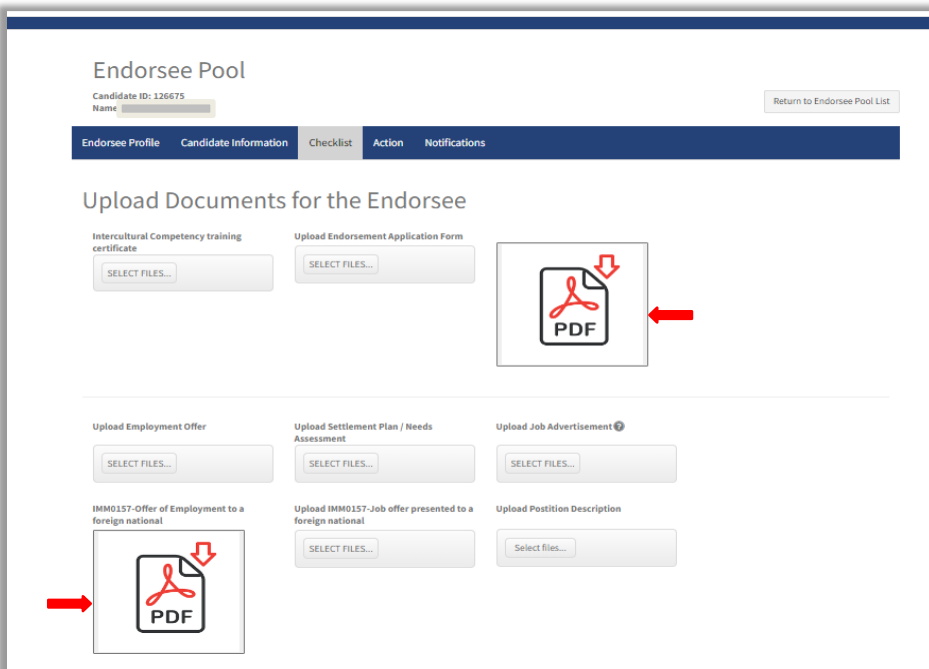 Endorsee Pool
Candidate ID: 126675
Name
Return to Endorsee Pool List
Endorsee Profile Candidate Information Checklist Action Notifications
Upload Documents for the Endorsee
Intercultural Competency training
certificate
SELECT FILES...
Upload Endorsement Application Form
SELECT FILES...
PDF
Upload Employment Offer
SELECT FILES...
Upload Settlement Plan / Needs
Assessment
SELECT FILES...
Upload Job Advertisement ?
SELECT FILES...
IMM0157-Offer of Employment to a
foreign national
PDF
Upload IMM0157-Job offer presented to a
foreign national
SELECT FILES...
Upload Postition Description
Select files...